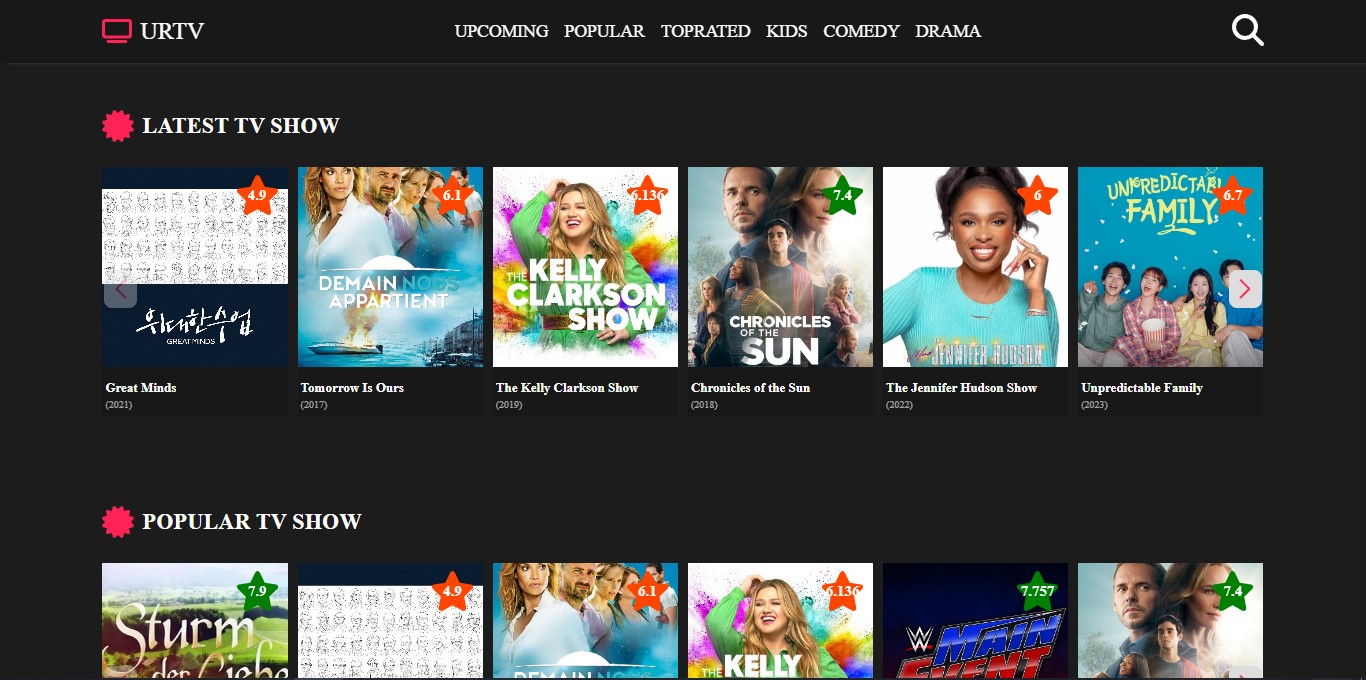 URTV
UPCOMING POPULAR TOPRATED KIDS COMEDY DRAMA
LATEST TV SHOW
4.9
위대한 수업
GREAT MINDS
Great Minds
(2021)
6.1
DEMAIN NOUS
APPARTIENT
Tomorrow Is Ours
(2017)
6.136
THE KELLY
CLARKSON
SHOW
The Kelly Clarkson Show
(2019)
7.4
CHRONICLES
OF THE
SUN
Chronicles of the Sun
(2018)
6
JENNIFER HUDSON
The Jennifer Hudson Show
(2022)
6.7
FAMILY
Unpredictable Family
(2023)
POPULAR TV SHOW
7.9
Sturm
der Liebe
4.9
6.1
DEMAIN NOUS
6.136
THE KELLY
7.757
W
MAIN
EVENT
7.4